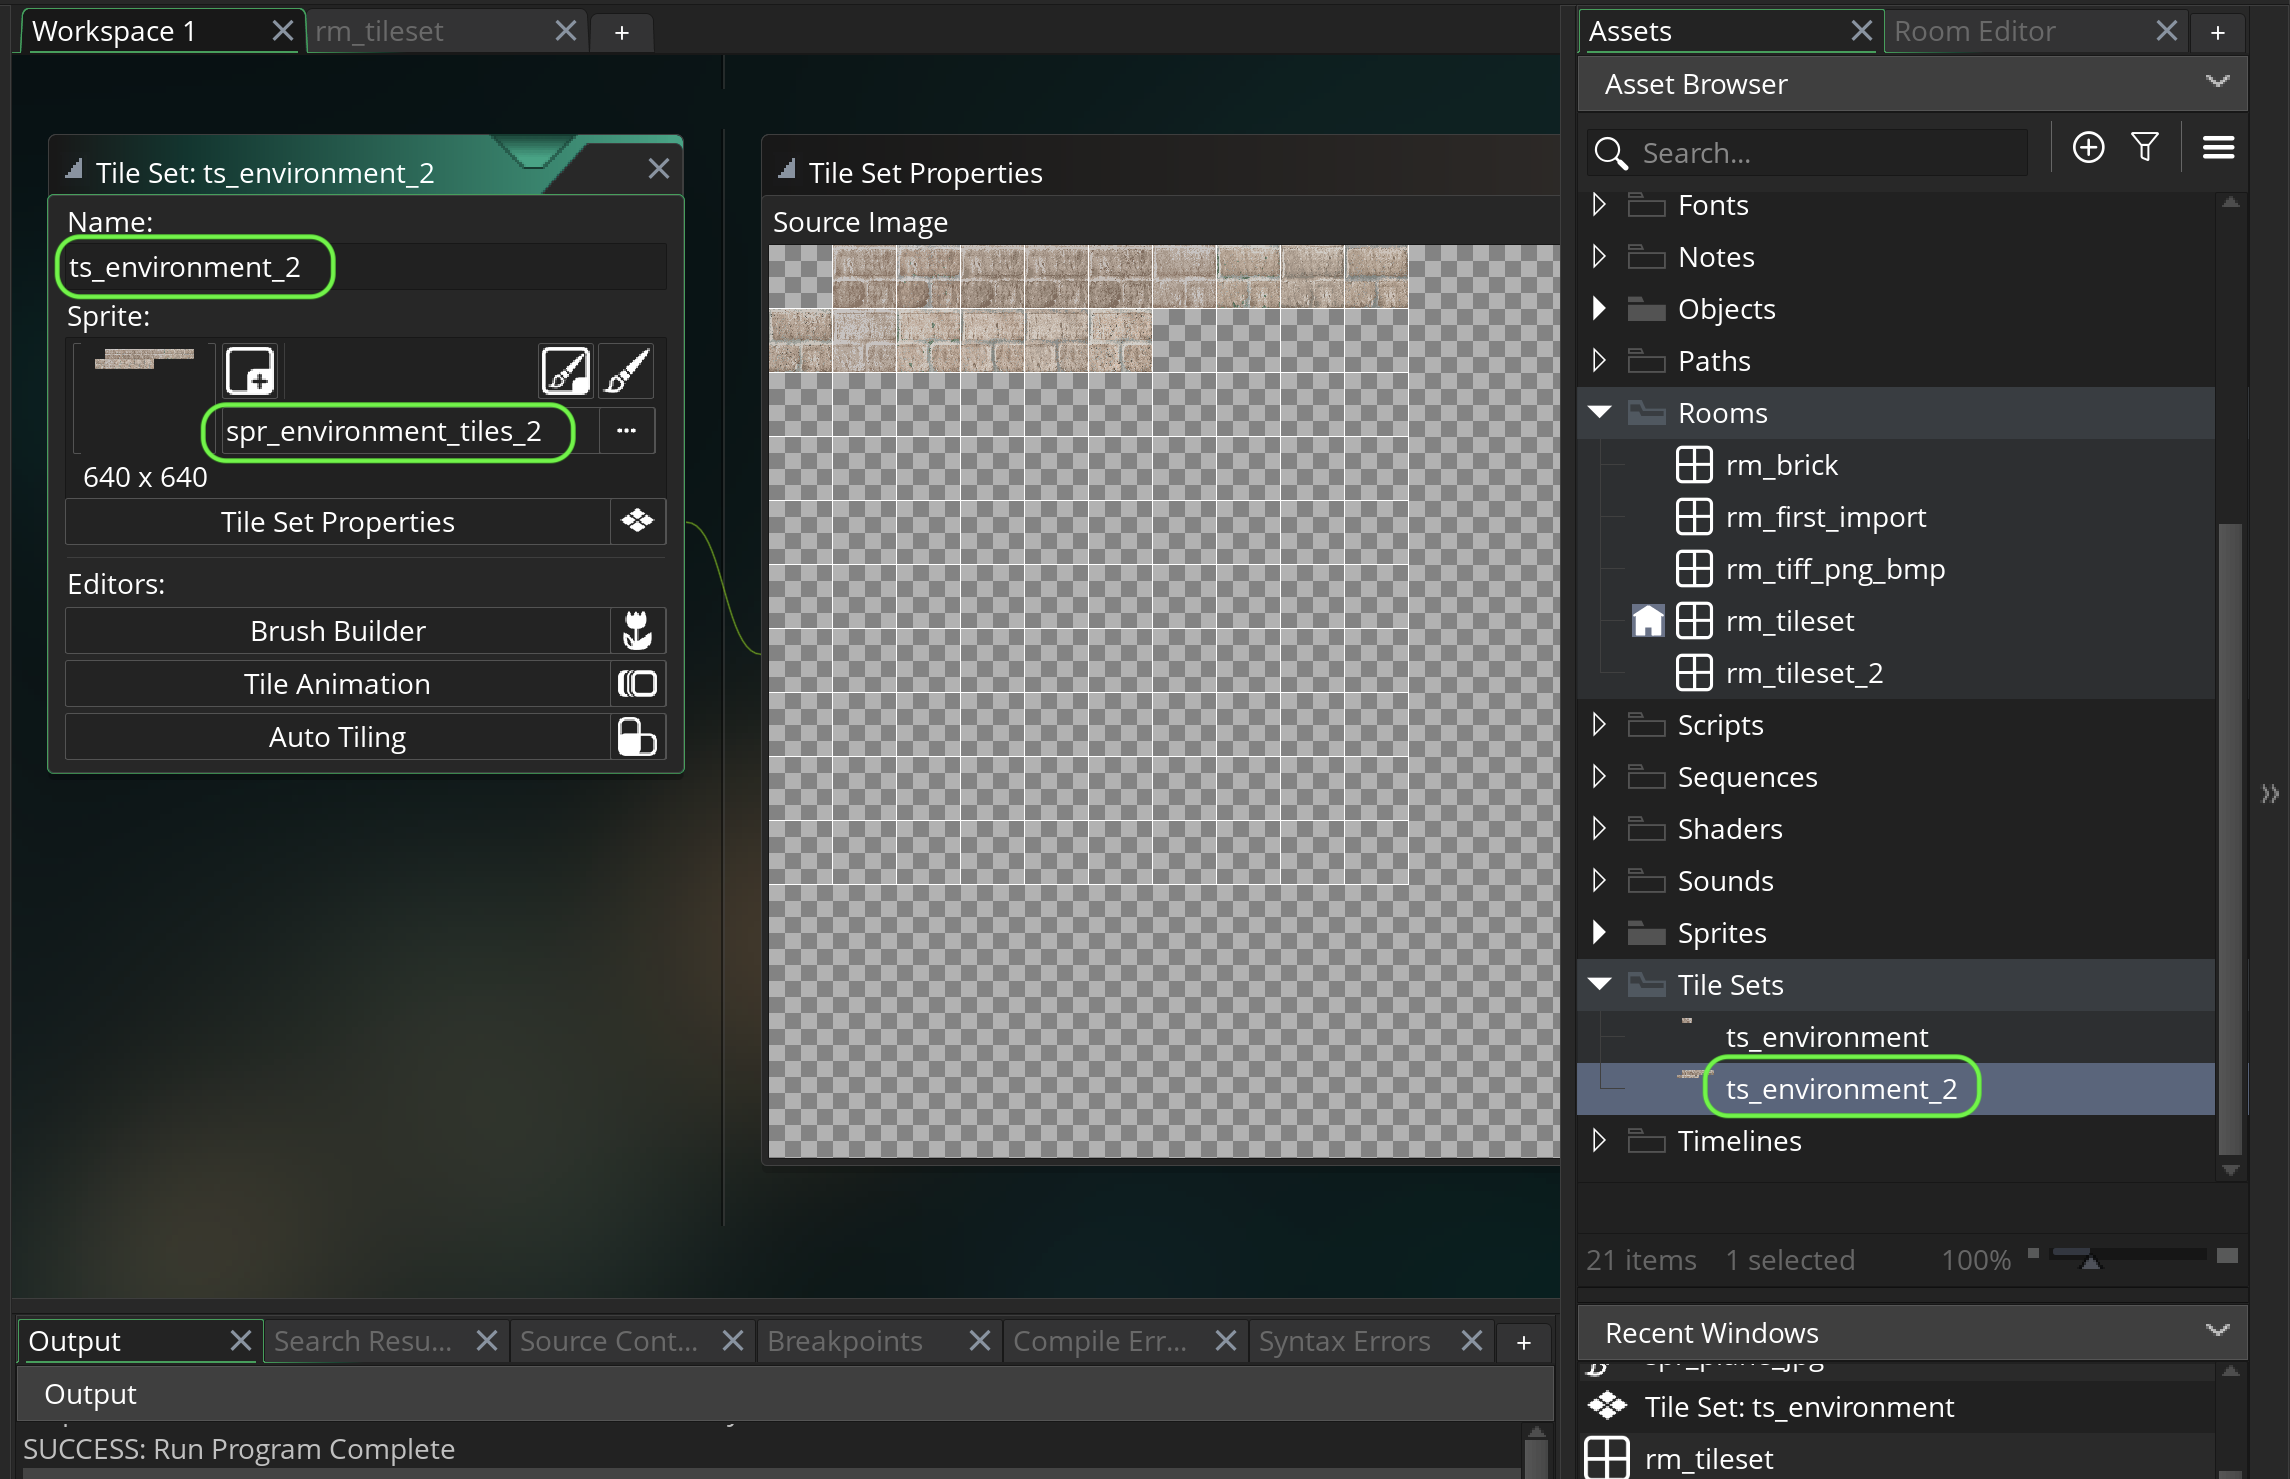 Workspace 1
rm_tileset
+
Tile Set: ts_environment_2
Name:
ts_environment_2
Sprite:
spr_environment_tiles_2
...
640 x 640
Tile Set Properties
Editors:
Brush Builder
Tile Animation
Auto Tiling
Tile Set Properties
Source Image
Assets
Room Editor
+
Asset Browser
Search...
Fonts
Notes
Objects
Paths
Rooms
rm_brick
rm_first_import
rm_tiff_png_bmp
rm_tileset
rm_tileset_2
Scripts
Sequences
Shaders
Sounds
Sprites
Tile Sets
ts_environment
ts_environment_2
Timelines
21 items 1 selected 100%
Recent Windows
Tile Set: ts_environment
rm_tileset
Output
Search Resu...
Source Cont...
Breakpoints
Compile Err...
Syntax Errors
+
Output
SUCCESS: Run Program Complete